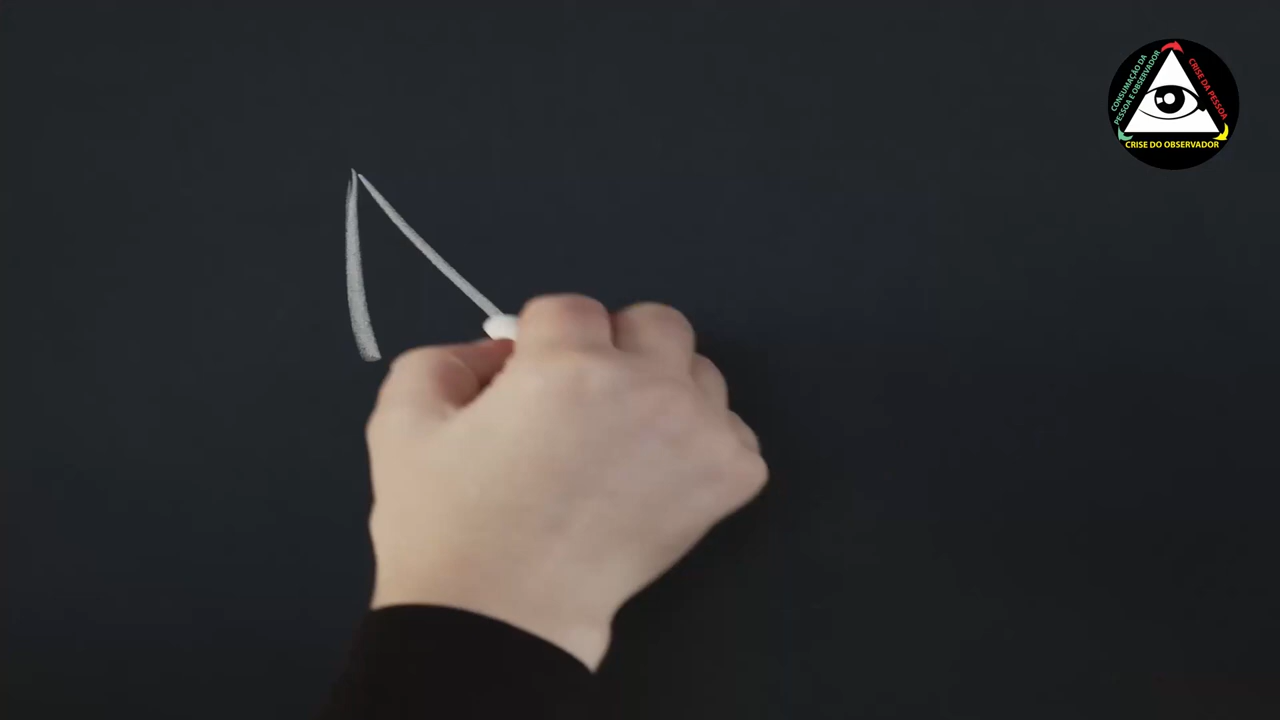 CONSUMAÇÃO DA
PESSOA E OBSERVADOR
CRISE DA PESSOA
CRISE DO OBSERVADOR